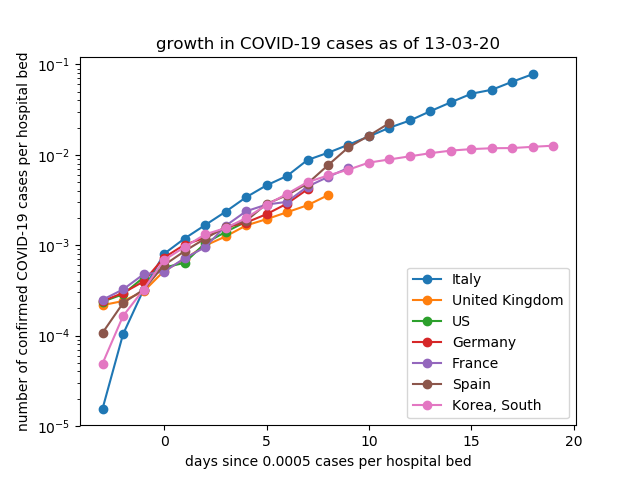 growth in COVID-19 cases as of 13-03-20
number of confirmed COVID-19 cases per hospital bed
10⁻¹
10⁻²
10⁻³
10⁻⁴
10⁻⁵
Italy
United Kingdom
US
Germany
France
Spain
Korea, South
0 5 10 15 20
days since 0.0005 cases per hospital bed